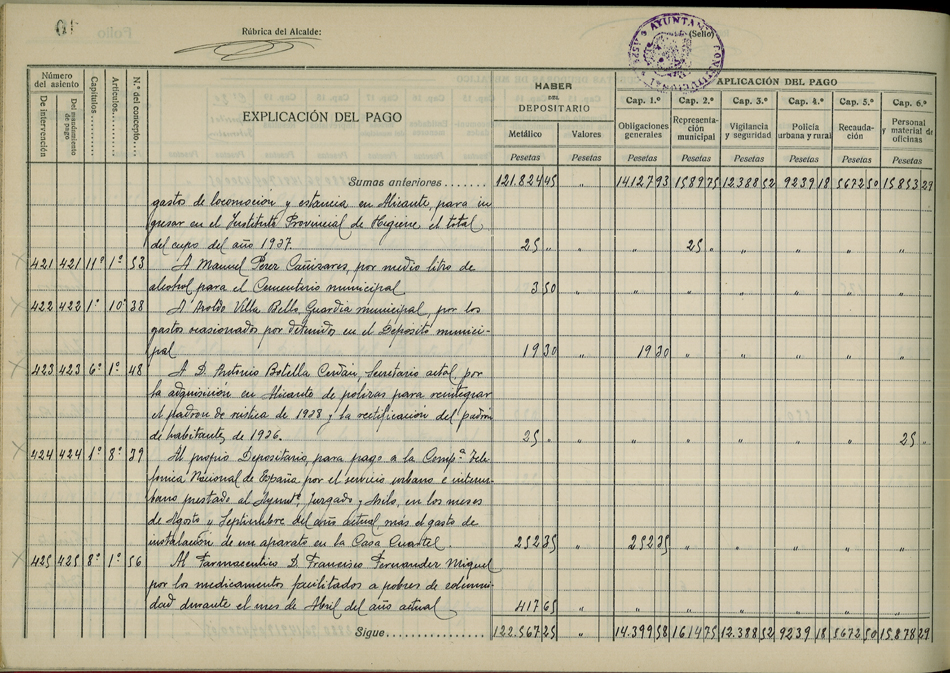 61
Rúbrica del Alcalde:
(Sello)
AYUNTAMIENTO CONSTITUCIONAL
Número del asiento
De intervención
Del mandamiento de pago
Capítulos
Artículos
N.º del concepto
EXPLICACIÓN DEL PAGO
HABER DEL DEPOSITARIO
Metálico Valores
Pesetas Pesetas
APLICACIÓN DEL PAGO
Cap. 1.º Cap. 2.º Cap. 3.º Cap. 4.º Cap. 5.º Cap. 6.º
Obligaciones generales Representación municipal Vigilancia y seguridad Policía urbana y rural Recaudación Personal y material de oficinas
Pesetas Pesetas Pesetas Pesetas Pesetas Pesetas
Sumas anteriores....... 121.824 45 " 14.127 93 1589 75 12.388 52 9239 18 5672 50 15.853 29
gastos de locomoción y estancia en Alicante, para in
gresar en el Instituto Provincial de Higiene el total
del cupo del año 1937. 25 " " 25 " " " " "
421 421 11º 1º 53 A Manuel Pérez Cañizares, por medio litro de
alcohol para el Cementerio municipal 3 50 " " " " " " "
422 422 1º 10º 38 A Villa Bello Guardia municipal, por los
gastos ocasionados por detenidos en el Depósito munici-
pal 19 30 " 19 30 " " " " "
423 423 6º 1º 48 A D. Antonio Botella Cerdán, Secretario actal, por
la adquisición en Alicante de pólizas para reintegrar
el padrón de rústica de 1938 y la rectificación del padrón
de habitantes de 1936. 25 " " " " " " " 25 "
424 424 1º 8º 29 Al propio Depositario, para pago a la Compª Tele-
fónica Nacional de España por el servicio urbano e interur-
bano prestado al Ayuntº, Juzgado y Asilo, en los meses
de Agosto y Septiembre del año actual, más el gasto de
instalación de un aparato en la Casa Cuartel. 252 35 " 252 35 " " " " "
425 425 8º 1º 56 Al Farmacéutico D. Francisco Fernandez Miguel
por los medicamentos facilitados a pobres de solemni-
dad durante el mes de Abril del año actual 417 65 " " " " " " "
Sigue............... 122.567 25 " 14.399 58 1614 75 12.388 52 9239 18 5672 50 15.878 29